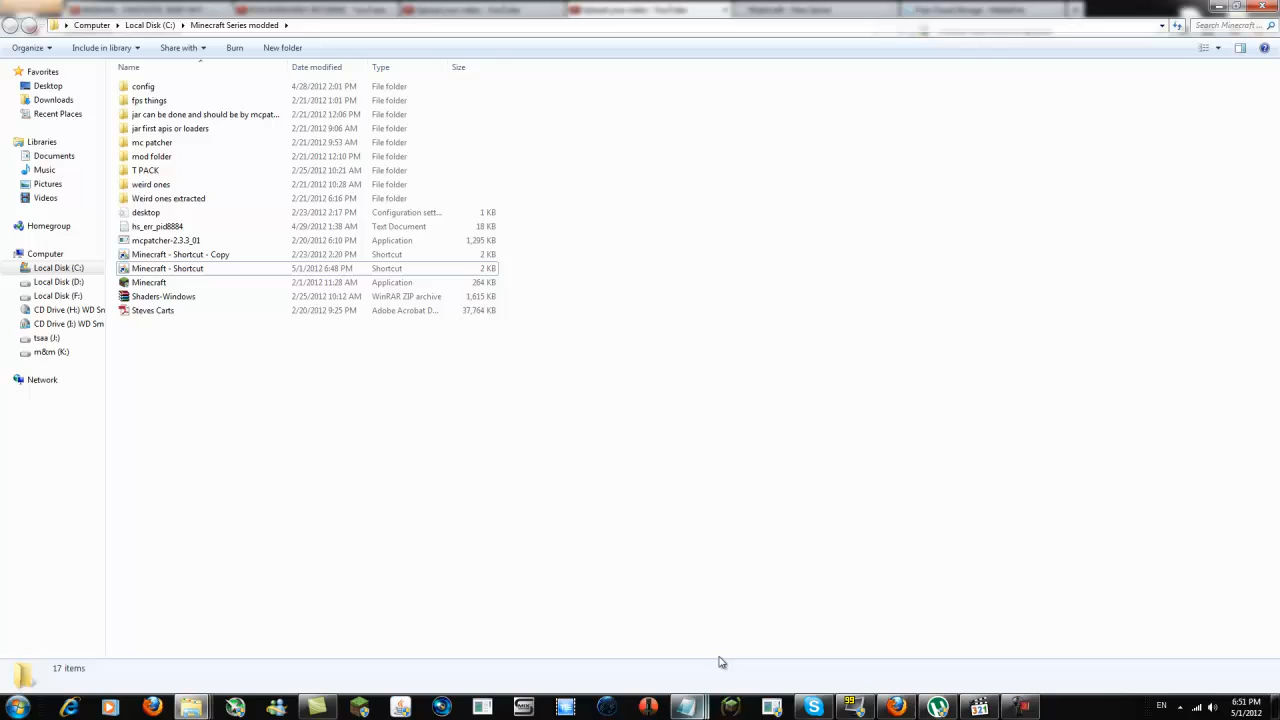 Computer ▸ Local Disk (C:) ▸ Minecraft Series modded ▸
Search Minecraft ...
Organize Include in library Share with Burn New folder
Name Date modified Type Size
Favorites
Desktop
Downloads
Recent Places
Libraries
Documents
Music
Pictures
Videos
Homegroup
Computer
Local Disk (C:)
Local Disk (D:)
Local Disk (F:)
CD Drive (H:) WD Sm
CD Drive (I:) WD Sm
tsaa (J:)
m&m (K:)
Network
config 4/28/2012 2:01 PM File folder
fps things 2/21/2012 1:01 PM File folder
jar can be done and should be by mcpat... 2/21/2012 12:06 PM File folder
jar first apis or loaders 2/21/2012 9:06 AM File folder
mc patcher 2/21/2012 9:53 AM File folder
mod folder 2/21/2012 12:10 PM File folder
T PACK 2/25/2012 10:21 AM File folder
weird ones 2/21/2012 10:28 AM File folder
Weird ones extracted 2/21/2012 6:16 PM File folder
desktop 2/23/2012 2:17 PM Configuration sett... 1 KB
hs_err_pid8884 4/29/2012 1:38 AM Text Document 18 KB
mcpatcher-2.3.3_01 2/20/2012 6:10 PM Application 1,295 KB
Minecraft - Shortcut - Copy 2/23/2012 2:20 PM Shortcut 2 KB
Minecraft - Shortcut 5/1/2012 6:48 PM Shortcut 2 KB
Minecraft 2/1/2012 11:28 AM Application 264 KB
Shaders-Windows 2/25/2012 10:12 AM WinRAR ZIP archive 1,615 KB
Steves Carts 2/20/2012 9:25 PM Adobe Acrobat D... 37,764 KB
17 items
99
321
EN
6:51 PM
5/1/2012